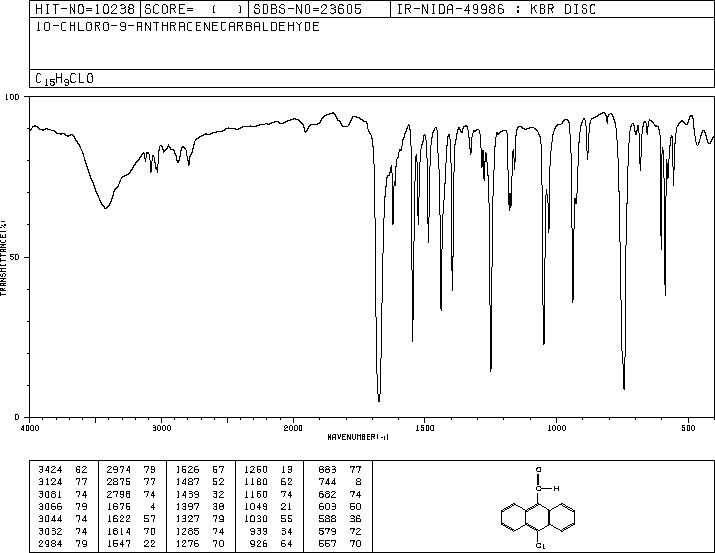 HIT-NO=10238 SCORE= ( ) SDBS-NO=23605 IR-NIDA-49986 : KBR DISC
10-CHLORO-9-ANTHRACENECARBALDEHYDE
C15H9CLO
100
50
0
TRANSMITTANCE(%)
4000 3000 2000 1500 1000 500
WAVENUMBER(-1)
3424 62 2974 79 1626 67 1260 13 883 77
3124 77 2875 77 1487 52 1180 62 744 8
3081 74 2798 74 1439 32 1160 74 682 74
3066 79 1676 4 1397 38 1049 21 603 50
3044 74 1622 57 1327 79 1030 55 588 36
3032 74 1614 70 1285 74 939 34 579 72
2984 79 1547 22 1276 70 926 64 557 70
O
C H
CL